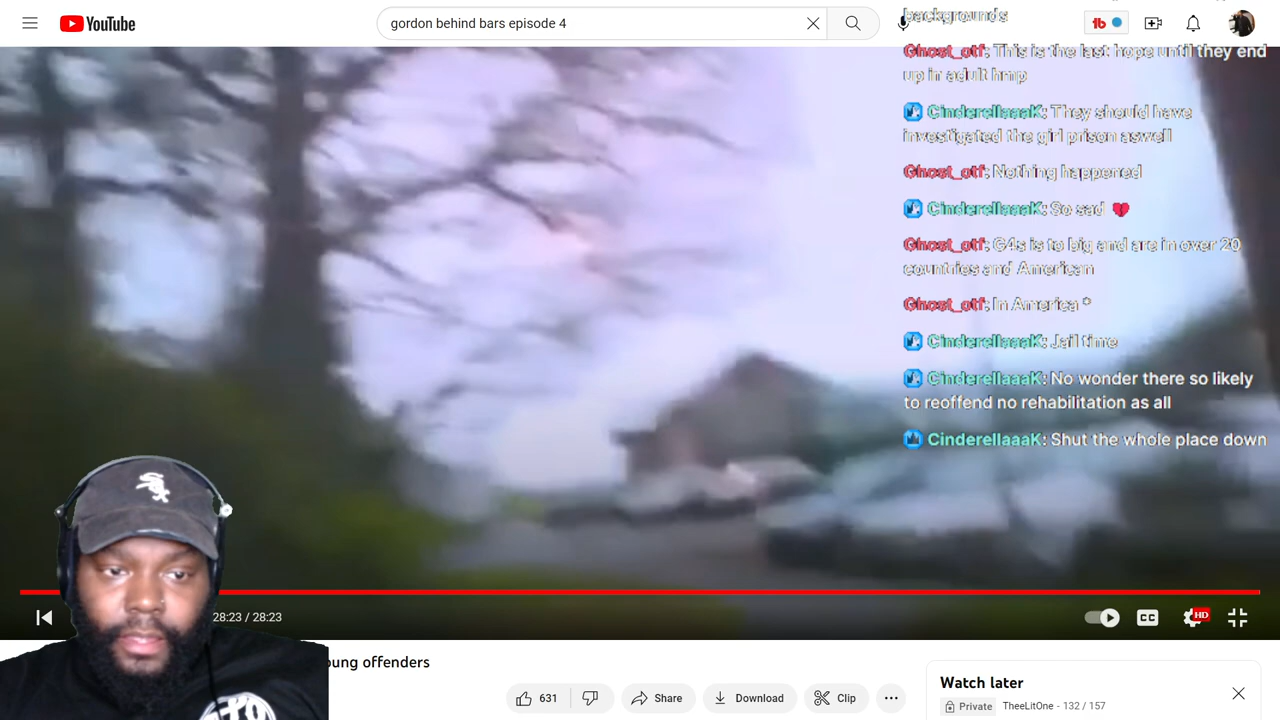 YouTube
gordon behind bars episode 4
backgrounds
Ghost_otf: This is the last hope until they end
up in adult hmp
CinderellaaaK: They should have
investigated the girl prison aswell
Ghost_otf: Nothing happened
CinderellaaaK: So sad 💔
Ghost_otf: G4s is to big and are in over 20
countries and American
Ghost_otf: In America *
CinderellaaaK: Jail time
CinderellaaaK: No wonder there so likely
to reoffend no rehabilitation as all
CinderellaaaK: Shut the whole place down
Sox
28:23 / 28:23
CC
HD
offenders
631
Share
Download
Clip
Watch later
Private TheeLitOne - 132 / 157